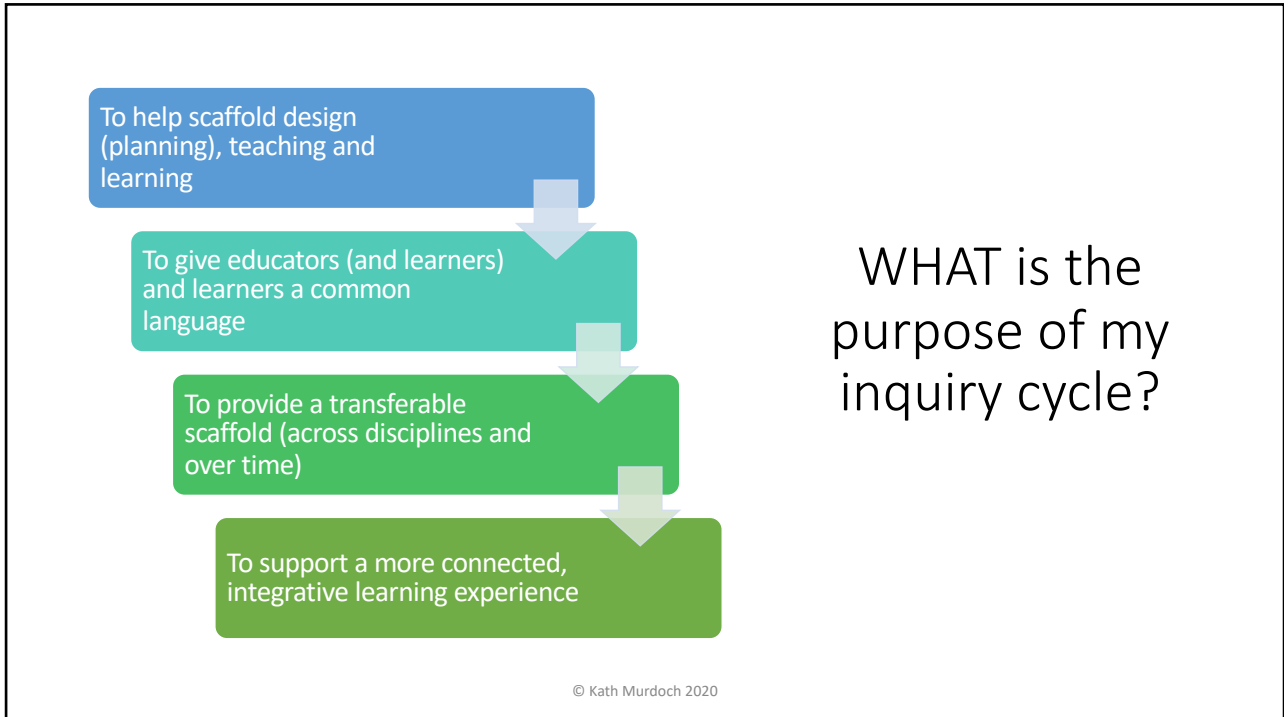 To help scaffold design
(planning), teaching and
learning
To give educators (and learners)
and learners a common
language
To provide a transferable
scaffold (across disciplines and
over time)
To support a more connected,
integrative learning experience
WHAT is the
purpose of my
inquiry cycle?
© Kath Murdoch 2020